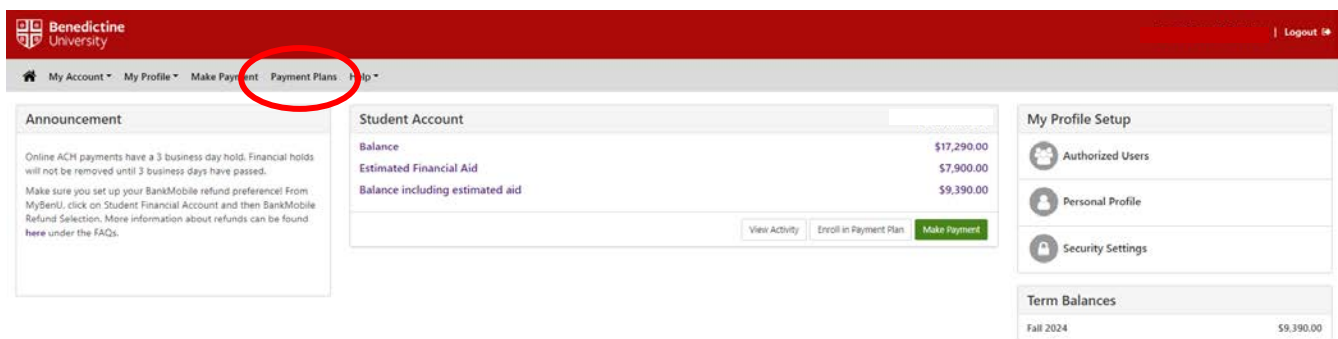 Benedictine
University
| Logout
My Account My Profile Make Payment Payment Plans Help
Announcement
Online ACH payments have a 3 business day hold. Financial holds
will not be removed until 3 business days have passed.
Make sure you set up your BankMobile refund preference! From
MyBenU, click on Student Financial Account and then BankMobile
Refund Selection. More information about refunds can be found
here under the FAQs.
Student Account
Balance $17,290.00
Estimated Financial Aid $7,900.00
Balance including estimated aid $9,390.00
View Activity Enroll in Payment Plan Make Payment
My Profile Setup
Authorized Users
Personal Profile
Security Settings
Term Balances
Fall 2024 $9,390.00